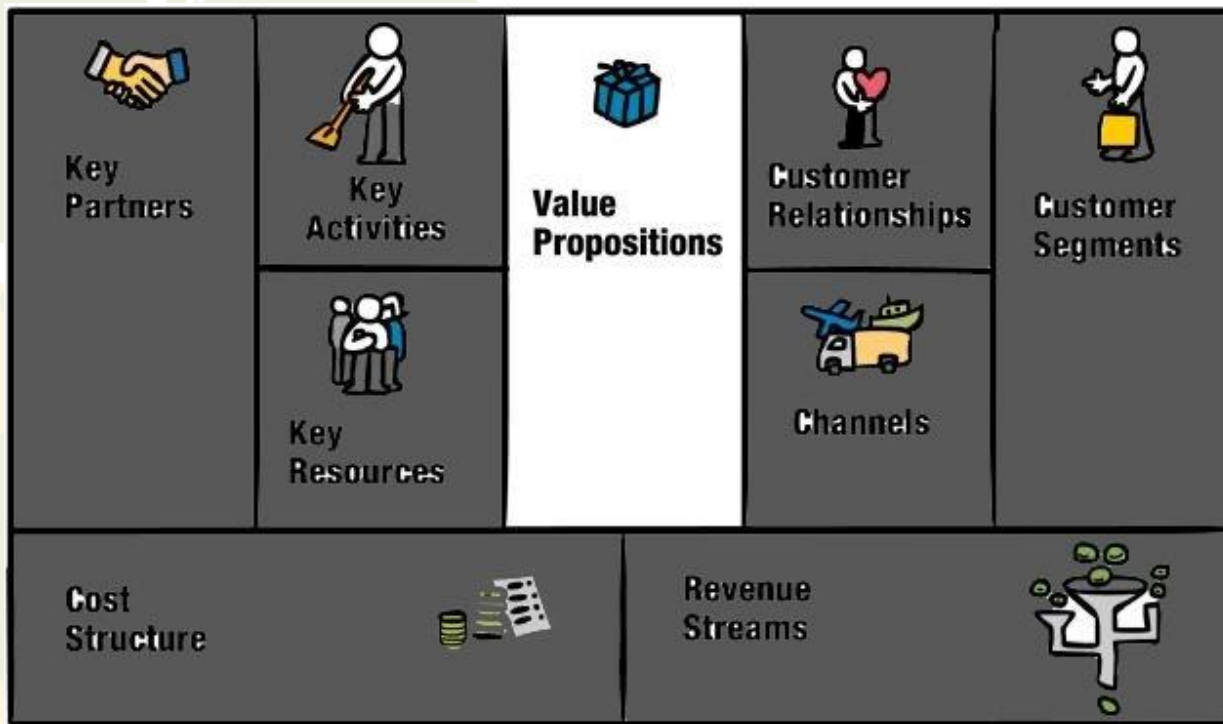 Key
Partners
Key
Activities
Key
Resources
Value
Propositions
Customer
Relationships
Channels
Customer
Segments
Cost
Structure
Revenue
Streams